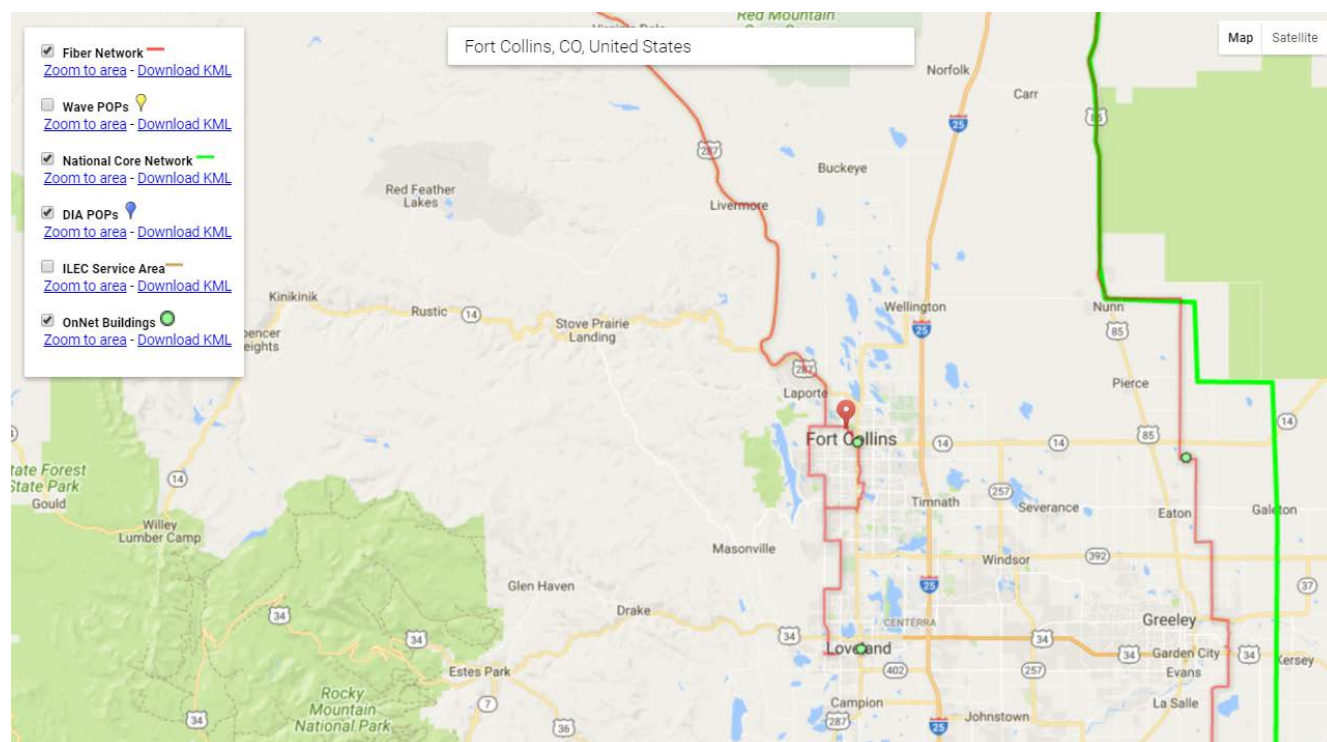 Fort Collins, CO, United States
Map Satellite
Fiber Network
Zoom to area - Download KML
Wave POPs
Zoom to area - Download KML
National Core Network
Zoom to area - Download KML
DIA POPs
Zoom to area - Download KML
ILEC Service Area
Zoom to area - Download KML
OnNet Buildings
Zoom to area - Download KML
Red Mountain
Norfolk
Carr
25
85
287
Buckeye
Red Feather
Lakes
Livermore
Kinikinik
Rustic
14
Stove Prairie
Landing
Wellington
25
Nunn
85
encer
eights
287
Laporte
Pierce
14
Fort Collins
14
14
85
tate Forest
State Park
Gould
14
257
Timnath
Severance
Eaton
Galeton
Willey
Lumber Camp
Masonville
Windsor
392
Glen Haven
25
37
34
Drake
34
34
CENTERRA
34
Greeley
Loveland
34
Garden City
34
Kersey
Estes Park
402
257
Evans
Rocky
Mountain
National Park
7
Campion
La Salle
34
36
287
25
Johnstown